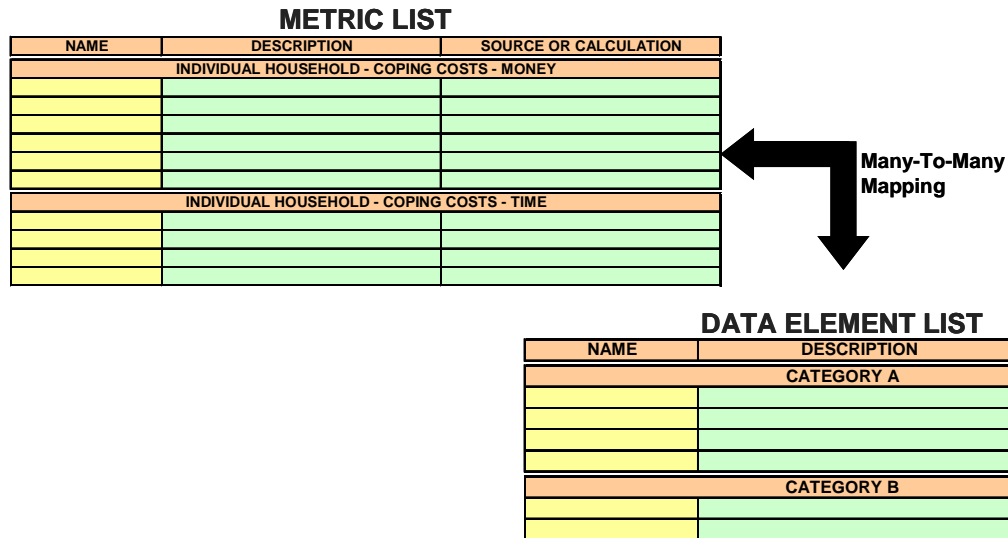 METRIC LIST
NAME DESCRIPTION SOURCE OR CALCULATION
INDIVIDUAL HOUSEHOLD - COPING COSTS - MONEY
Many-To-Many
Mapping
INDIVIDUAL HOUSEHOLD - COPING COSTS - TIME
DATA ELEMENT LIST
NAME DESCRIPTION
CATEGORY A
CATEGORY B